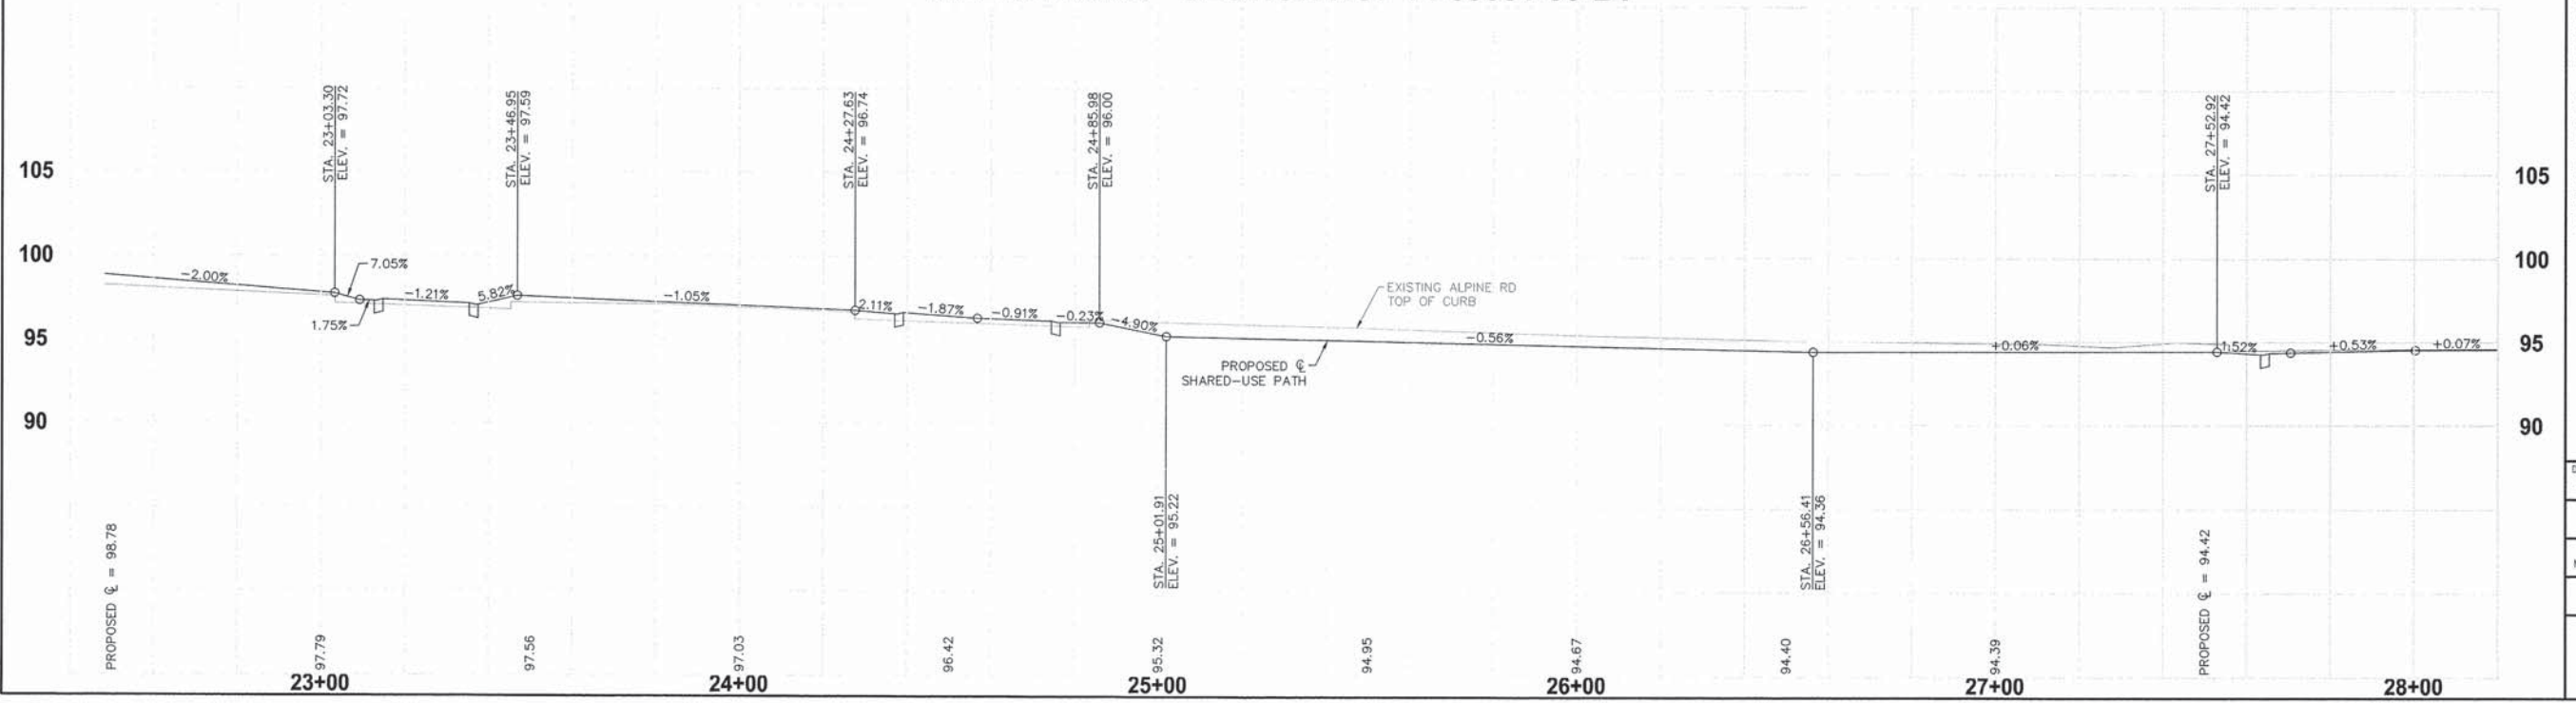 STA. 23+03.30
ELEV. = 97.72
STA. 23+46.95
ELEV. = 97.59
STA. 24+27.63
ELEV. = 96.74
STA. 24+85.98
ELEV. = 96.00
STA. 27+52.92
ELEV. = 94.42
105
105
100
100
95
95
90
90
-2.00%
7.05%
1.75%
-1.21%
5.82%
-1.05%
2.11%
-1.87%
-0.91%
-0.23%
-4.90%
-0.56%
+0.06%
1.52%
+0.53%
+0.07%
EXISTING ALPINE RD
TOP OF CURB
PROPOSED ℄
SHARED-USE PATH
STA. 25+01.91
ELEV. = 95.22
STA. 26+56.41
ELEV. = 94.36
PROPOSED ℄ = 98.78
97.79
97.56
97.03
96.42
95.32
94.95
94.67
94.40
94.39
PROPOSED ℄ = 94.42
23+00
24+00
25+00
26+00
27+00
28+00